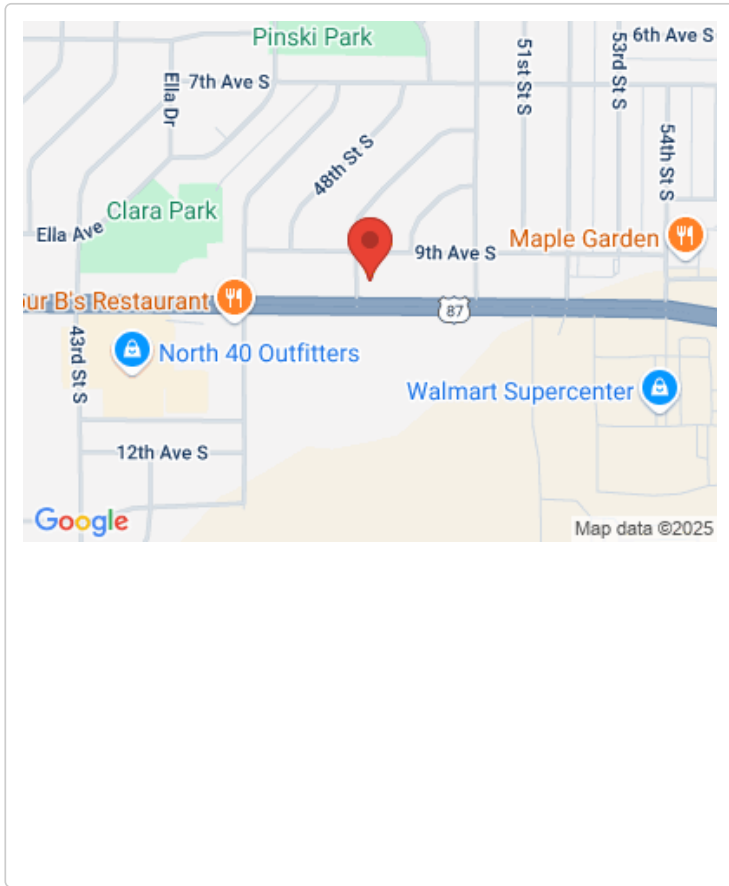 Pinski Park
6th Ave S
51st St S
53rd St S
7th Ave S
Ella Dr
48th St S
54th St S
Clara Park
Ella Ave
9th Ave S
Maple Garden
our B's Restaurant
87
North 40 Outfitters
43rd St S
Walmart Supercenter
12th Ave S
Google
Map data ©2025